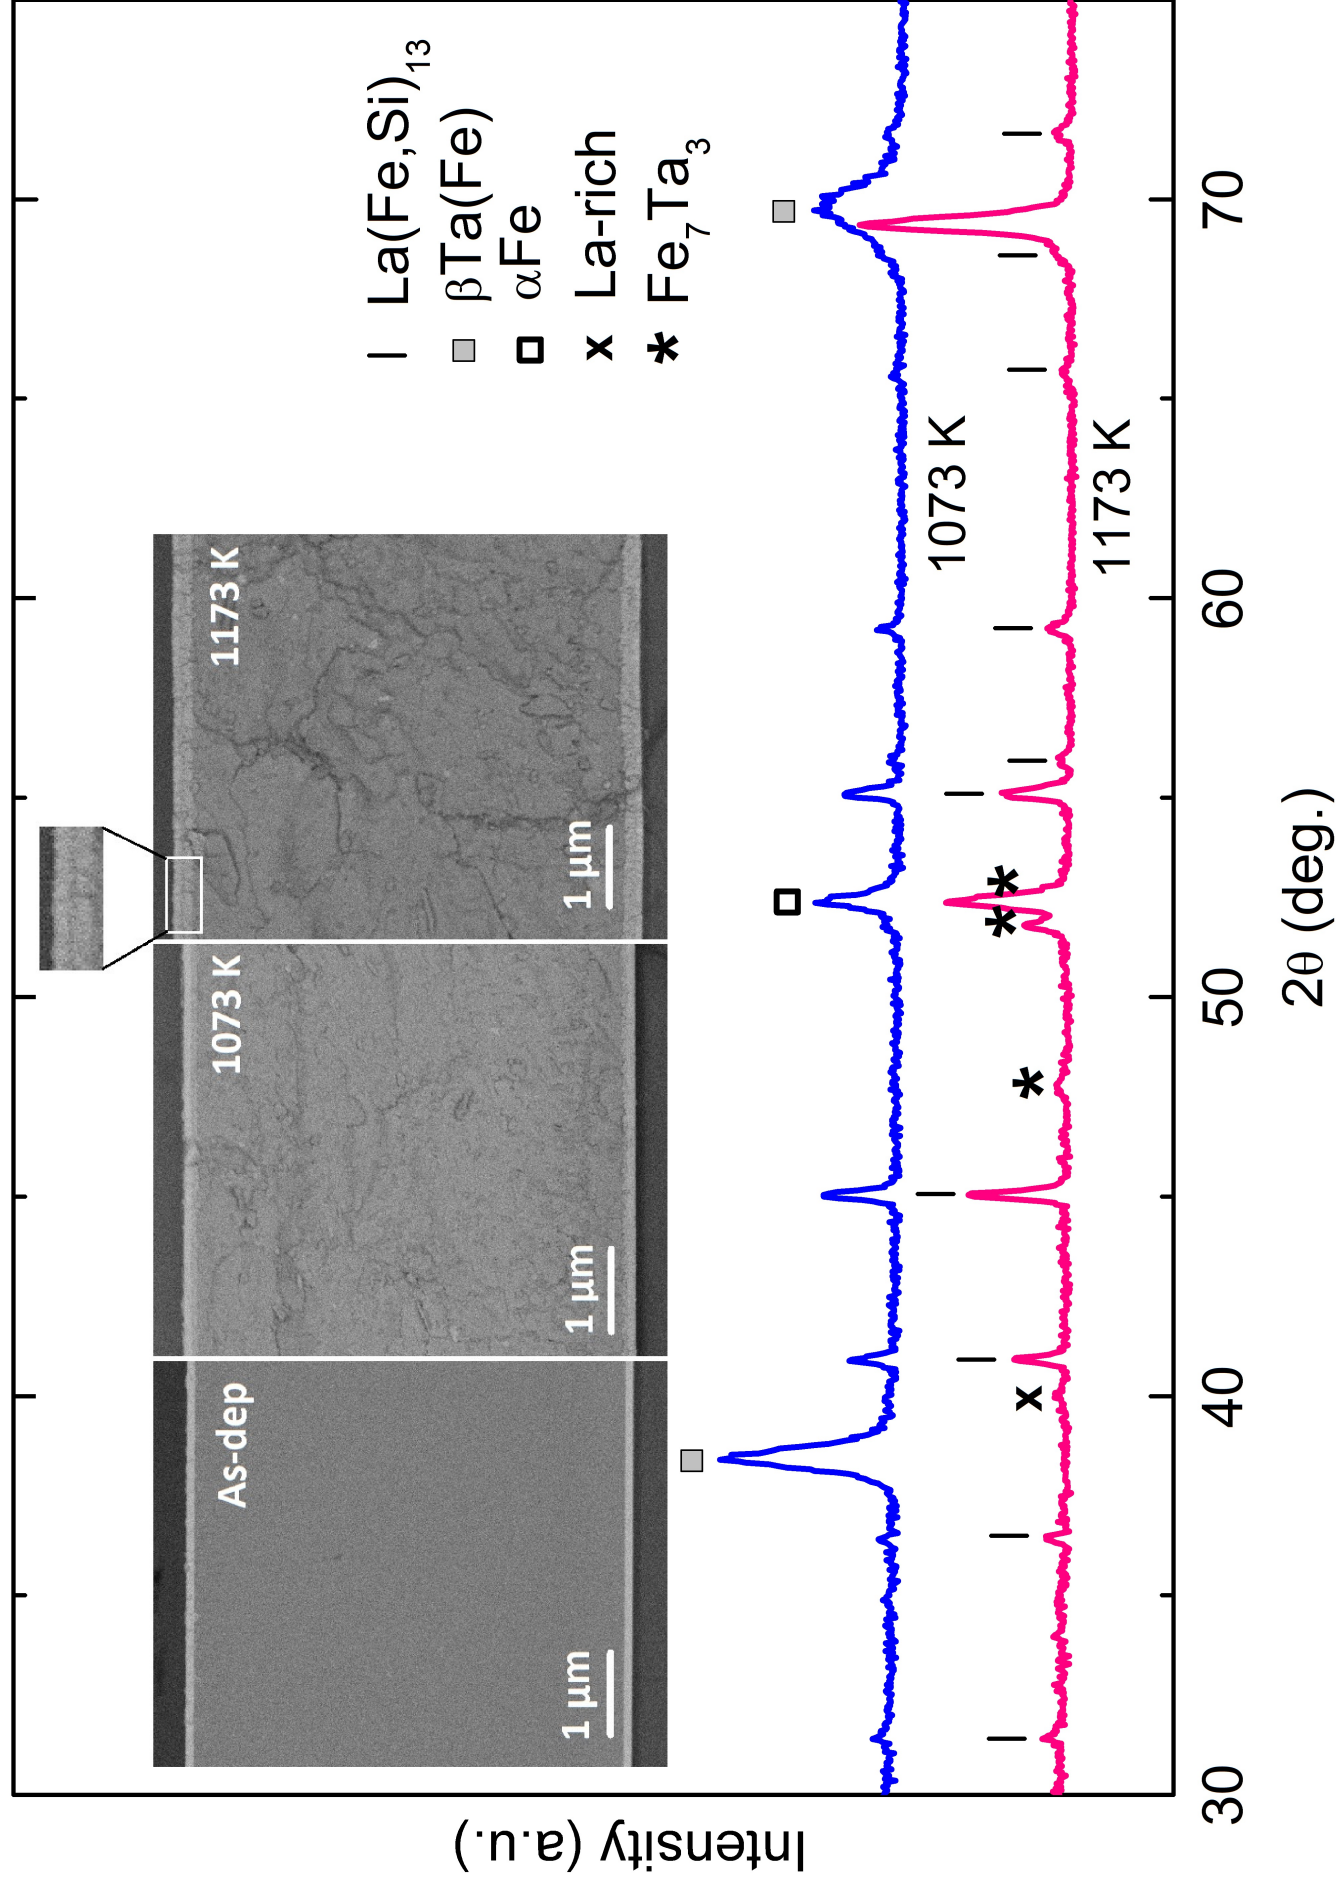 Intensity (a.u.)
As-dep
1073 K
1173 K
1 μm
1 μm
1 μm
| La(Fe,Si)₁₃
βTa(Fe)
αFe
x La-rich
* Fe₇Ta₃
x
*
*
*
1073 K
1173 K
30
40
50
60
70
2θ (deg.)